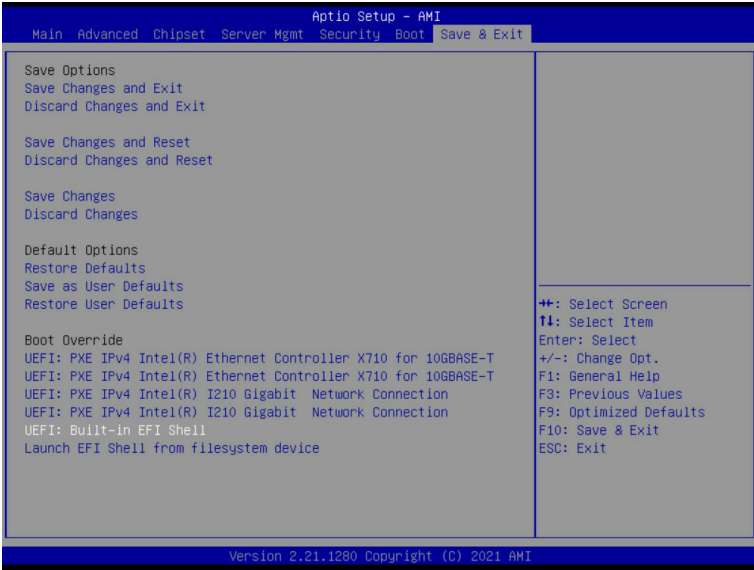 Aptio Setup - AMI
Main Advanced Chipset Server Mgmt Security Boot Save & Exit
Save Options
Save Changes and Exit
Discard Changes and Exit
Save Changes and Reset
Discard Changes and Reset
Save Changes
Discard Changes
Default Options
Restore Defaults
Save as User Defaults
Restore User Defaults
Boot Override
UEFI: PXE IPv4 Intel(R) Ethernet Controller X710 for 10GBASE-T
UEFI: PXE IPv4 Intel(R) Ethernet Controller X710 for 10GBASE-T
UEFI: PXE IPv4 Intel(R) I210 Gigabit  Network Connection
UEFI: PXE IPv4 Intel(R) I210 Gigabit  Network Connection
UEFI: Built-in EFI Shell
Launch EFI Shell from filesystem device
→←: Select Screen
↑↓: Select Item
Enter: Select
+/-: Change Opt.
F1: General Help
F3: Previous Values
F9: Optimized Defaults
F10: Save & Exit
ESC: Exit
Version 2.21.1280 Copyright (C) 2021 AMI